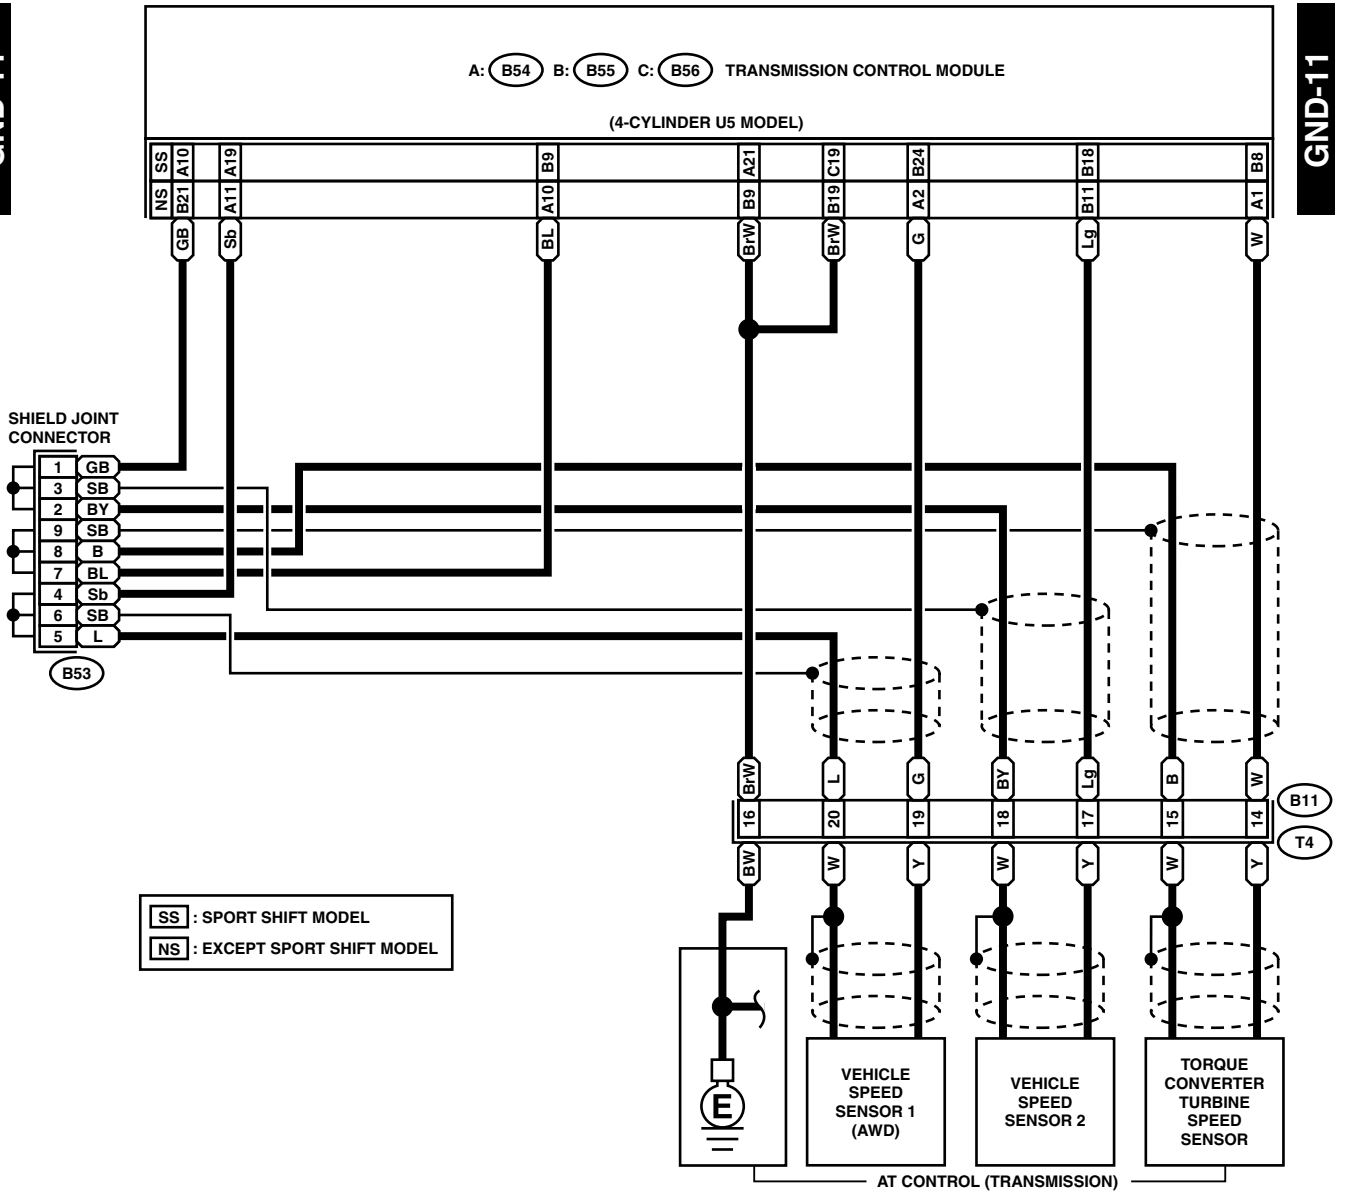 A: B54 B: B55 C: B56 TRANSMISSION CONTROL MODULE
GND-11
(4-CYLINDER U5 MODEL)
SS A10 A19 B9 A21 C19 B24 B18 B8
NS B21 A11 A10 B9 B19 A2 B11 A1
GB Sb BL BrW BrW G Lg W
SHIELD JOINT
CONNECTOR
1 GB
3 SB
2 BY
9 SB
8 B
7 BL
4 Sb
6 SB
5 L
B53
BrW L G BY Lg B W
B11
16 20 19 18 17 15 14
T4
BW W Y W Y W Y
SS : SPORT SHIFT MODEL
NS : EXCEPT SPORT SHIFT MODEL
E
VEHICLE
SPEED
SENSOR 1
(AWD)
VEHICLE
SPEED
SENSOR 2
TORQUE
CONVERTER
TURBINE
SPEED
SENSOR
AT CONTROL (TRANSMISSION)